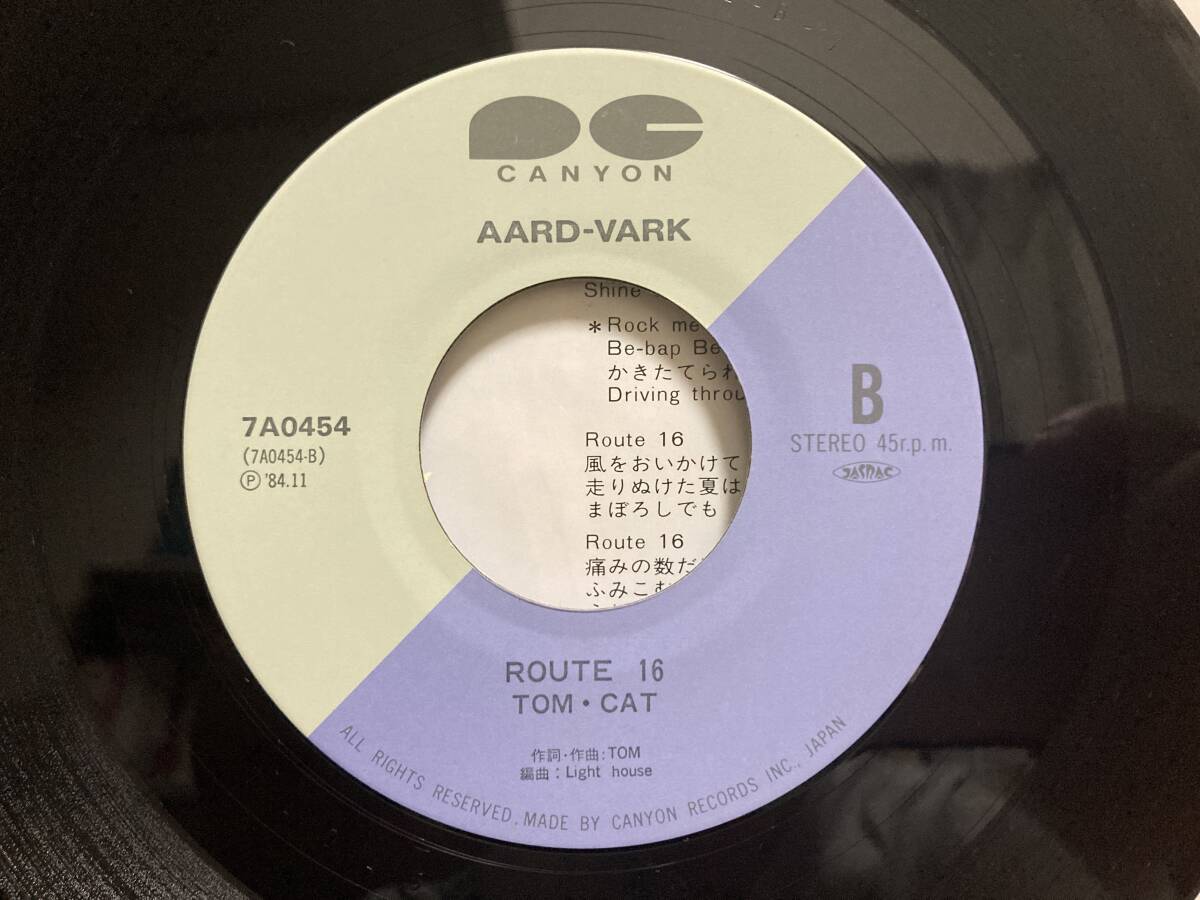 CANYON
AARD-VARK
Shine
*Rock me
Be-bap Be
かきたてられ
Driving throu
Route 16
風をおいかけて
走りぬけた夏は
まぼろしでも
Route 16
痛みの数だ
ふみこむ
7A0454
(7A0454-B)
Ⓟ '84.11
B
STEREO 45r.p.m.
JASRAC
ROUTE 16
TOM・CAT
作詞・作曲:TOM
編曲:Light house
ALL RIGHTS RESERVED. MADE BY CANYON RECORDS INC., JAPAN